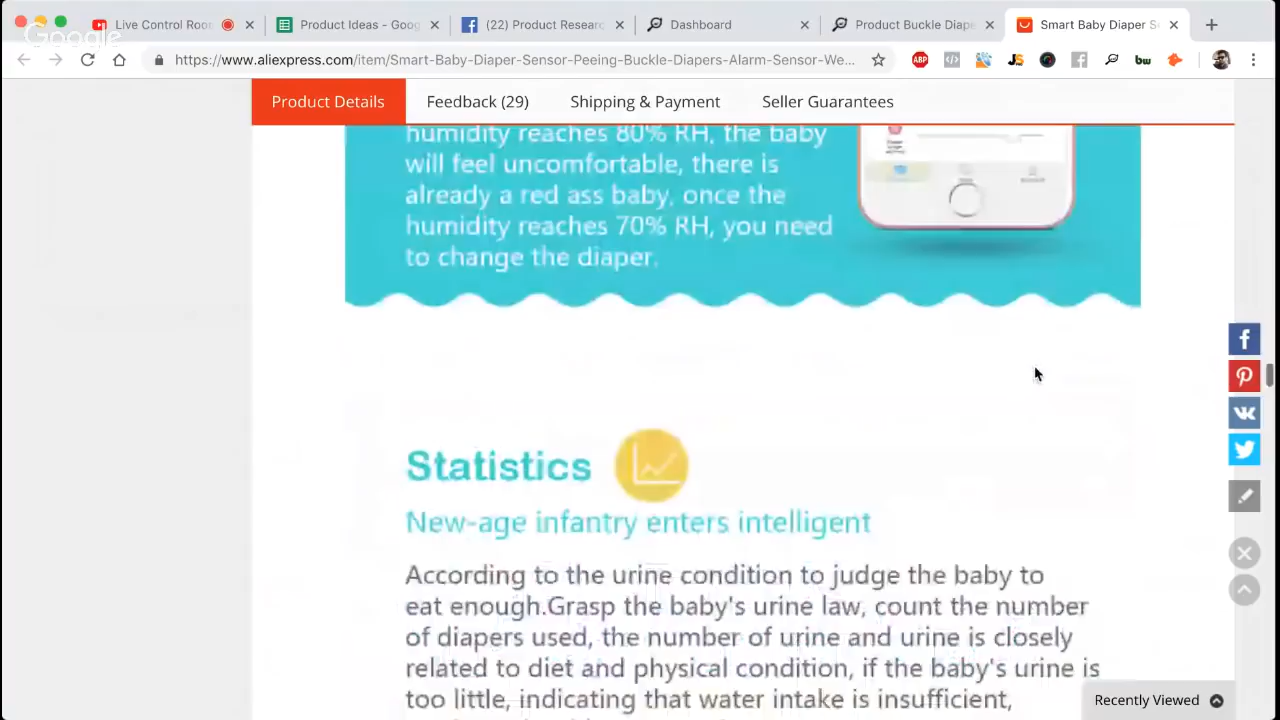 Live Control Roo
Product Ideas - Goog
(22) Product Researc
Dashboard
Product Buckle Diape
Smart Baby Diaper Se
Google
https://www.aliexpress.com/item/Smart-Baby-Diaper-Sensor-Peeing-Buckle-Diapers-Alarm-Sensor-We...
ABP
JS
bw
Product Details
Feedback (29)
Shipping & Payment
Seller Guarantees
humidity reaches 80% RH, the baby
will feel uncomfortable, there is
already a red ass baby, once the
humidity reaches 70% RH, you need
to change the diaper.
Statistics
New-age infantry enters intelligent
According to the urine condition to judge the baby to
eat enough.Grasp the baby's urine law, count the number
of diapers used, the number of urine and urine is closely
related to diet and physical condition, if the baby's urine is
too little, indicating that water intake is insufficient,
Recently Viewed